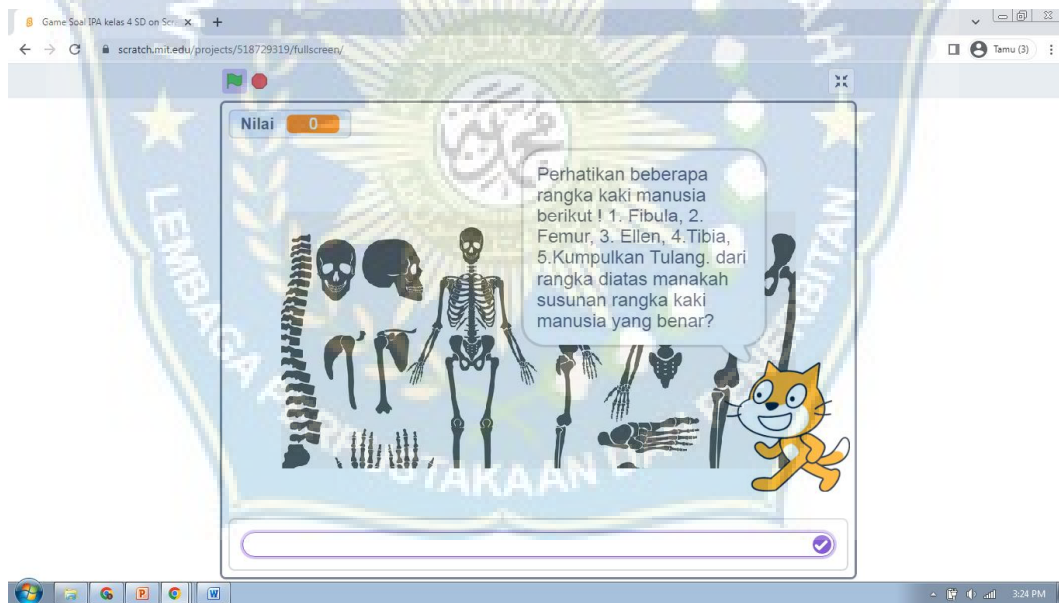 Game Soal IPA kelas 4 SD on Scr
scratch.mit.edu/projects/518729319/fullscreen/
Tamu (3)
Nilai 0
Perhatikan beberapa
rangka kaki manusia
berikut ! 1. Fibula, 2.
Femur, 3. Ellen, 4.Tibia,
5.Kumpulkan Tulang. dari
rangka diatas manakah
susunan rangka kaki
manusia yang benar?
LEMBAGA
3:24 PM